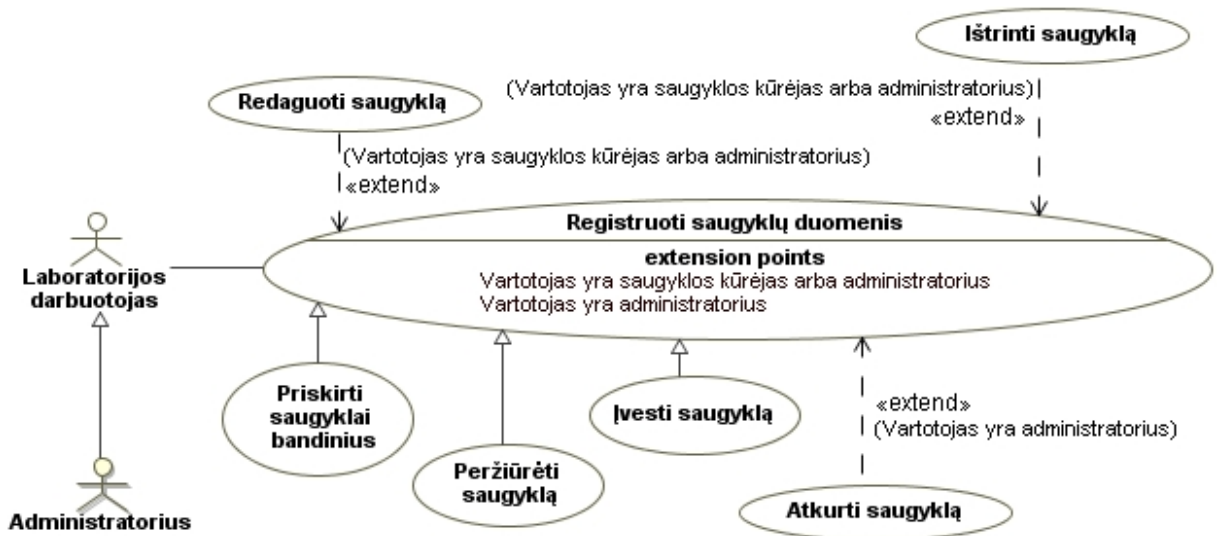 Ištrinti saugyklą
Redaguoti saugyklą
(Vartotojas yra saugyklos kūrėjas arba administratorius)
«extend»
(Vartotojas yra saugyklos kūrėjas arba administratorius)
«extend»
Registruoti saugyklų duomenis
extension points
Vartotojas yra saugyklos kūrėjas arba administratorius
Vartotojas yra administratorius
Laboratorijos
darbuotojas
Priskirti
saugyklai
bandinius
Peržiūrėti
saugyklą
Įvesti saugyklą
«extend»
(Vartotojas yra administratorius)
Atkurti saugyklą
Administratorius